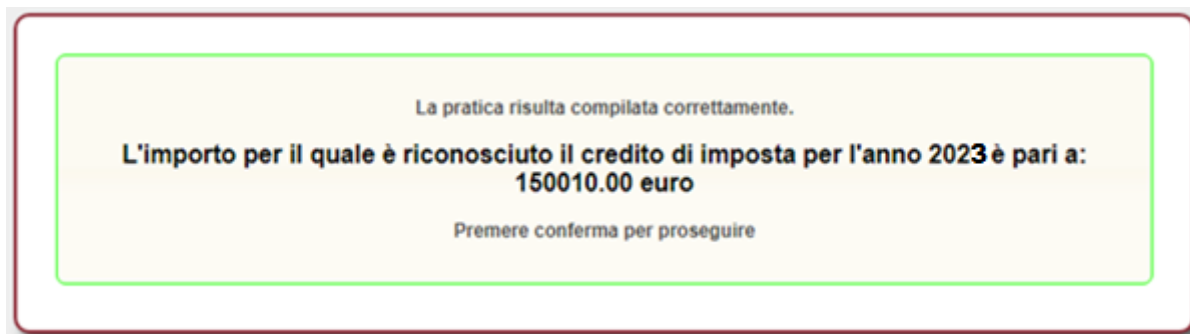 La pratica risulta compilata correttamente.
L'importo per il quale è riconosciuto il credito di imposta per l'anno 2023 è pari a:
150010.00 euro
Premere conferma per proseguire